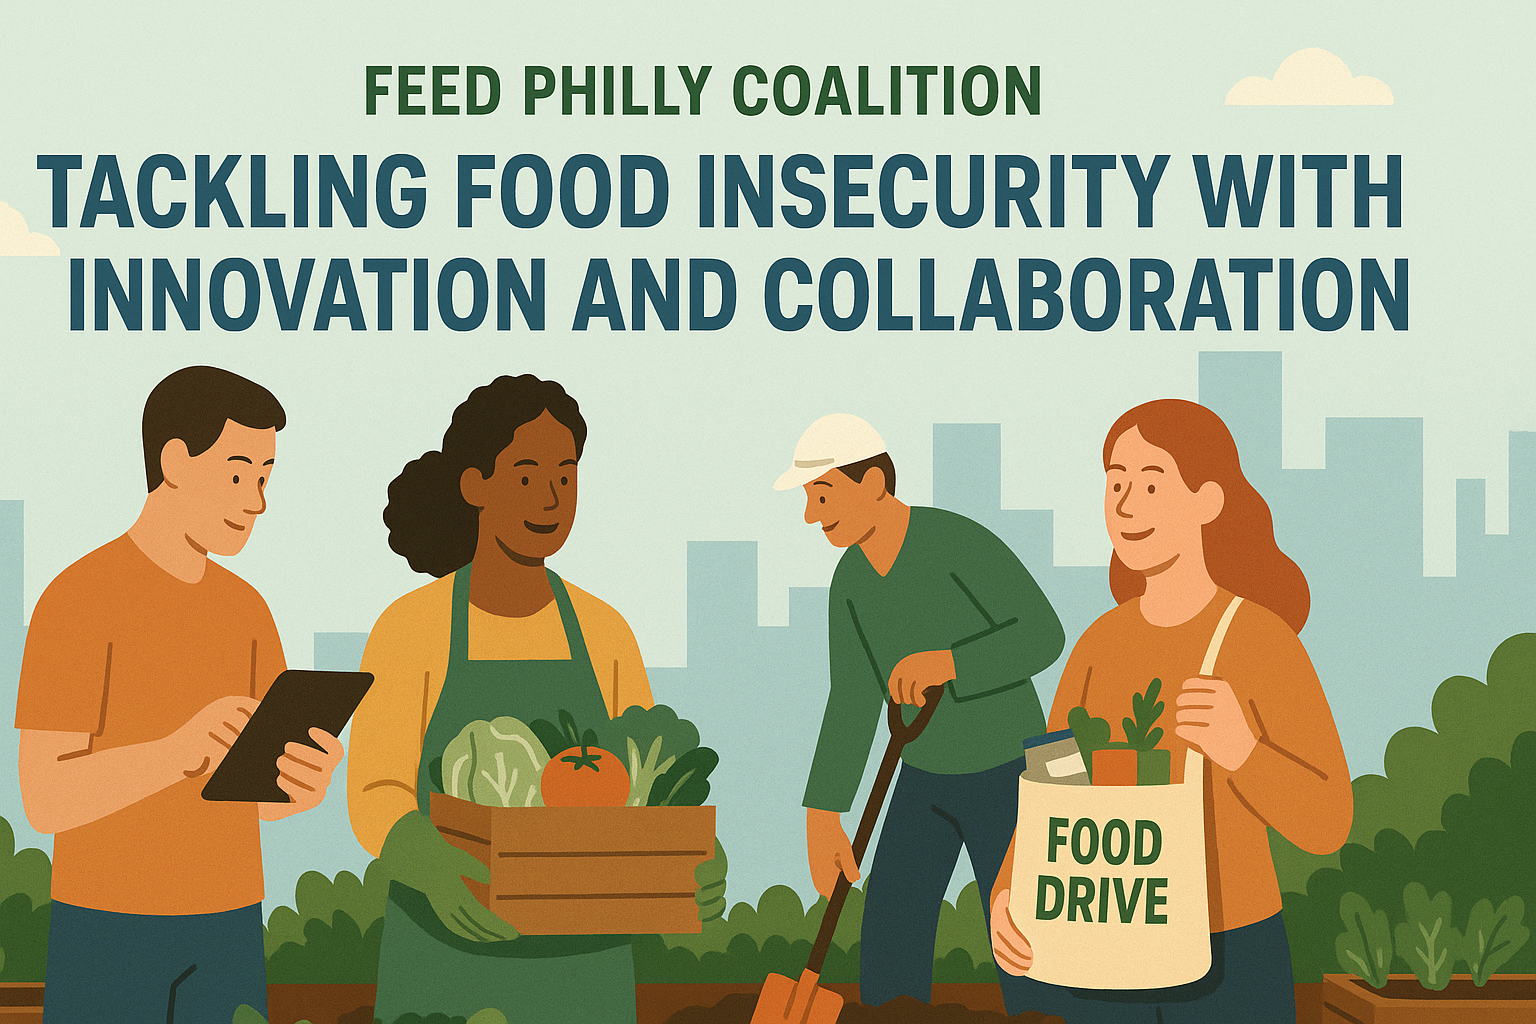 FEED PHILLY COALITION
TACKLING FOOD INSECURITY WITH
INNOVATION AND COLLABORATION
FOOD
DRIVE